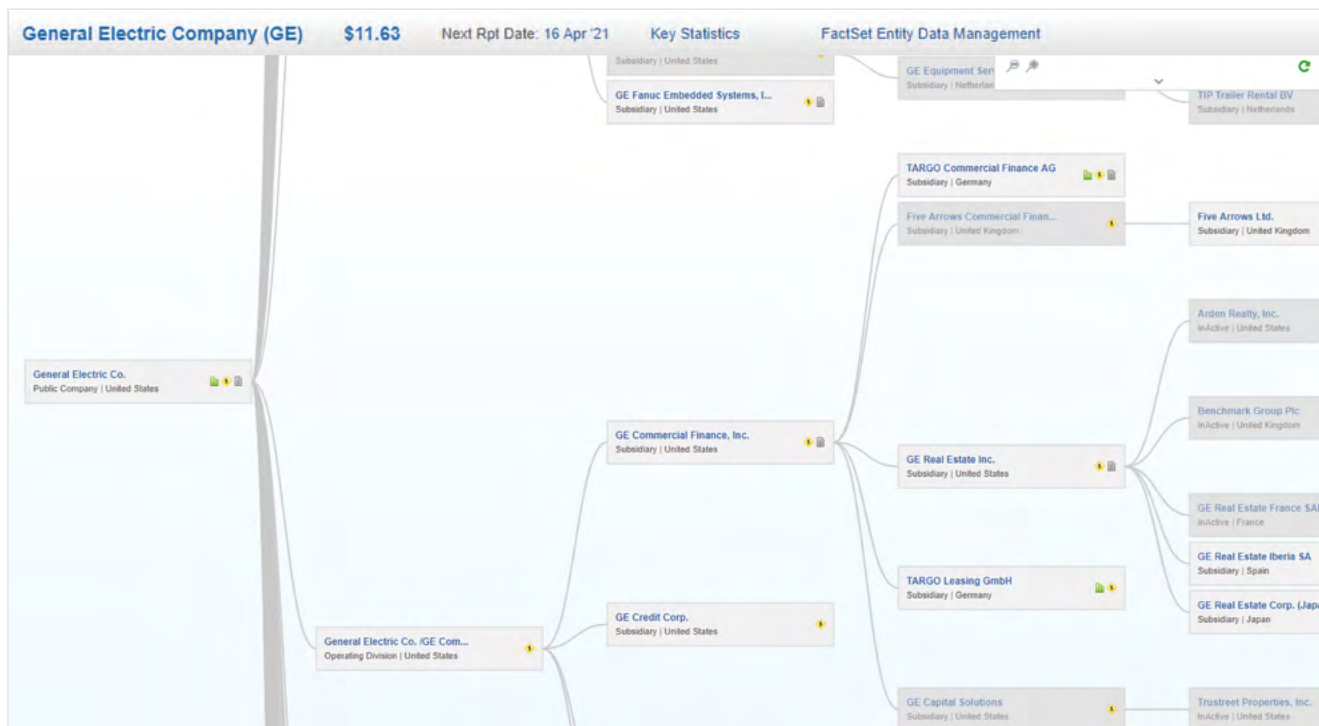 General Electric Company (GE) $11.63 Next Rpt Date: 16 Apr '21 Key Statistics FactSet Entity Data Management
Subsidiary | United States
GE Fanuc Embedded Systems, I...
Subsidiary | United States
GE Equipment Ser
Subsidiary | Netherlan
TIP Trailer Rental BV
Subsidiary | Netherlands
TARGO Commercial Finance AG
Subsidiary | Germany
Five Arrows Commercial Finan...
Subsidiary | United Kingdom
Five Arrows Ltd.
Subsidiary | United Kingdom
Arden Realty, Inc.
InActive | United States
General Electric Co.
Public Company | United States
Benchmark Group Plc
InActive | United Kingdom
GE Commercial Finance, Inc.
Subsidiary | United States
GE Real Estate Inc.
Subsidiary | United States
GE Real Estate France SA
InActive | France
GE Real Estate Iberia SA
Subsidiary | Spain
TARGO Leasing GmbH
Subsidiary | Germany
GE Real Estate Corp. (Japa
Subsidiary | Japan
GE Credit Corp.
Subsidiary | United States
General Electric Co. /GE Com...
Operating Division | United States
GE Capital Solutions
Subsidiary | United States
Trustreet Properties, Inc.
InActive | United States